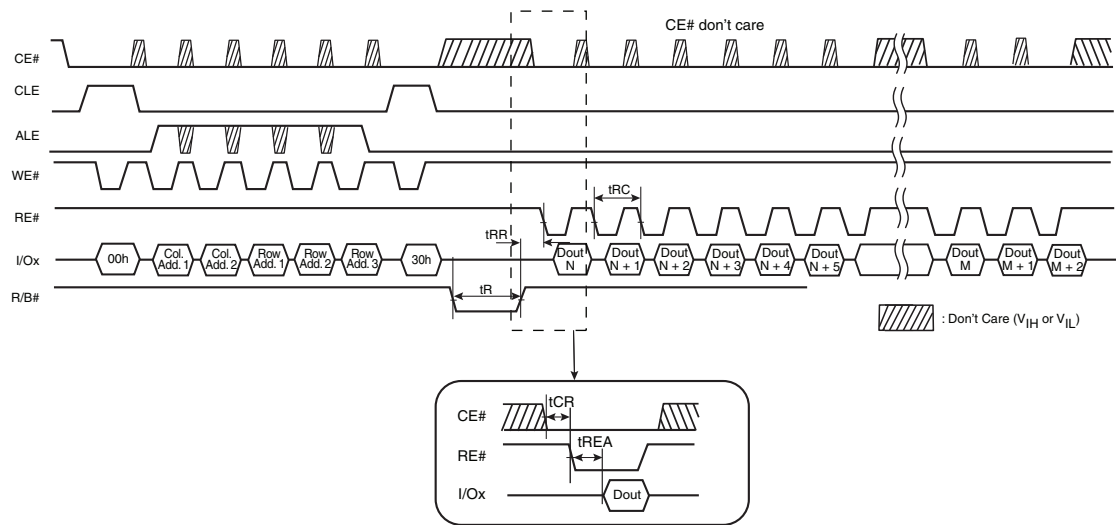 CE# don't care
CE#
CLE
ALE
WE#
RE#
tRC
tRR
I/Ox
00h
Col.
Add. 1
Col.
Add. 2
Row
Add. 1
Row
Add. 2
Row
Add. 3
30h
Dout
N
Dout
N + 1
Dout
N + 2
Dout
N + 3
Dout
N + 4
Dout
N + 5
Dout
M
Dout
M + 1
Dout
M + 2
R/B#
tR
: Don't Care (VIH or VIL)
CE#
tCR
RE#
tREA
I/Ox
Dout